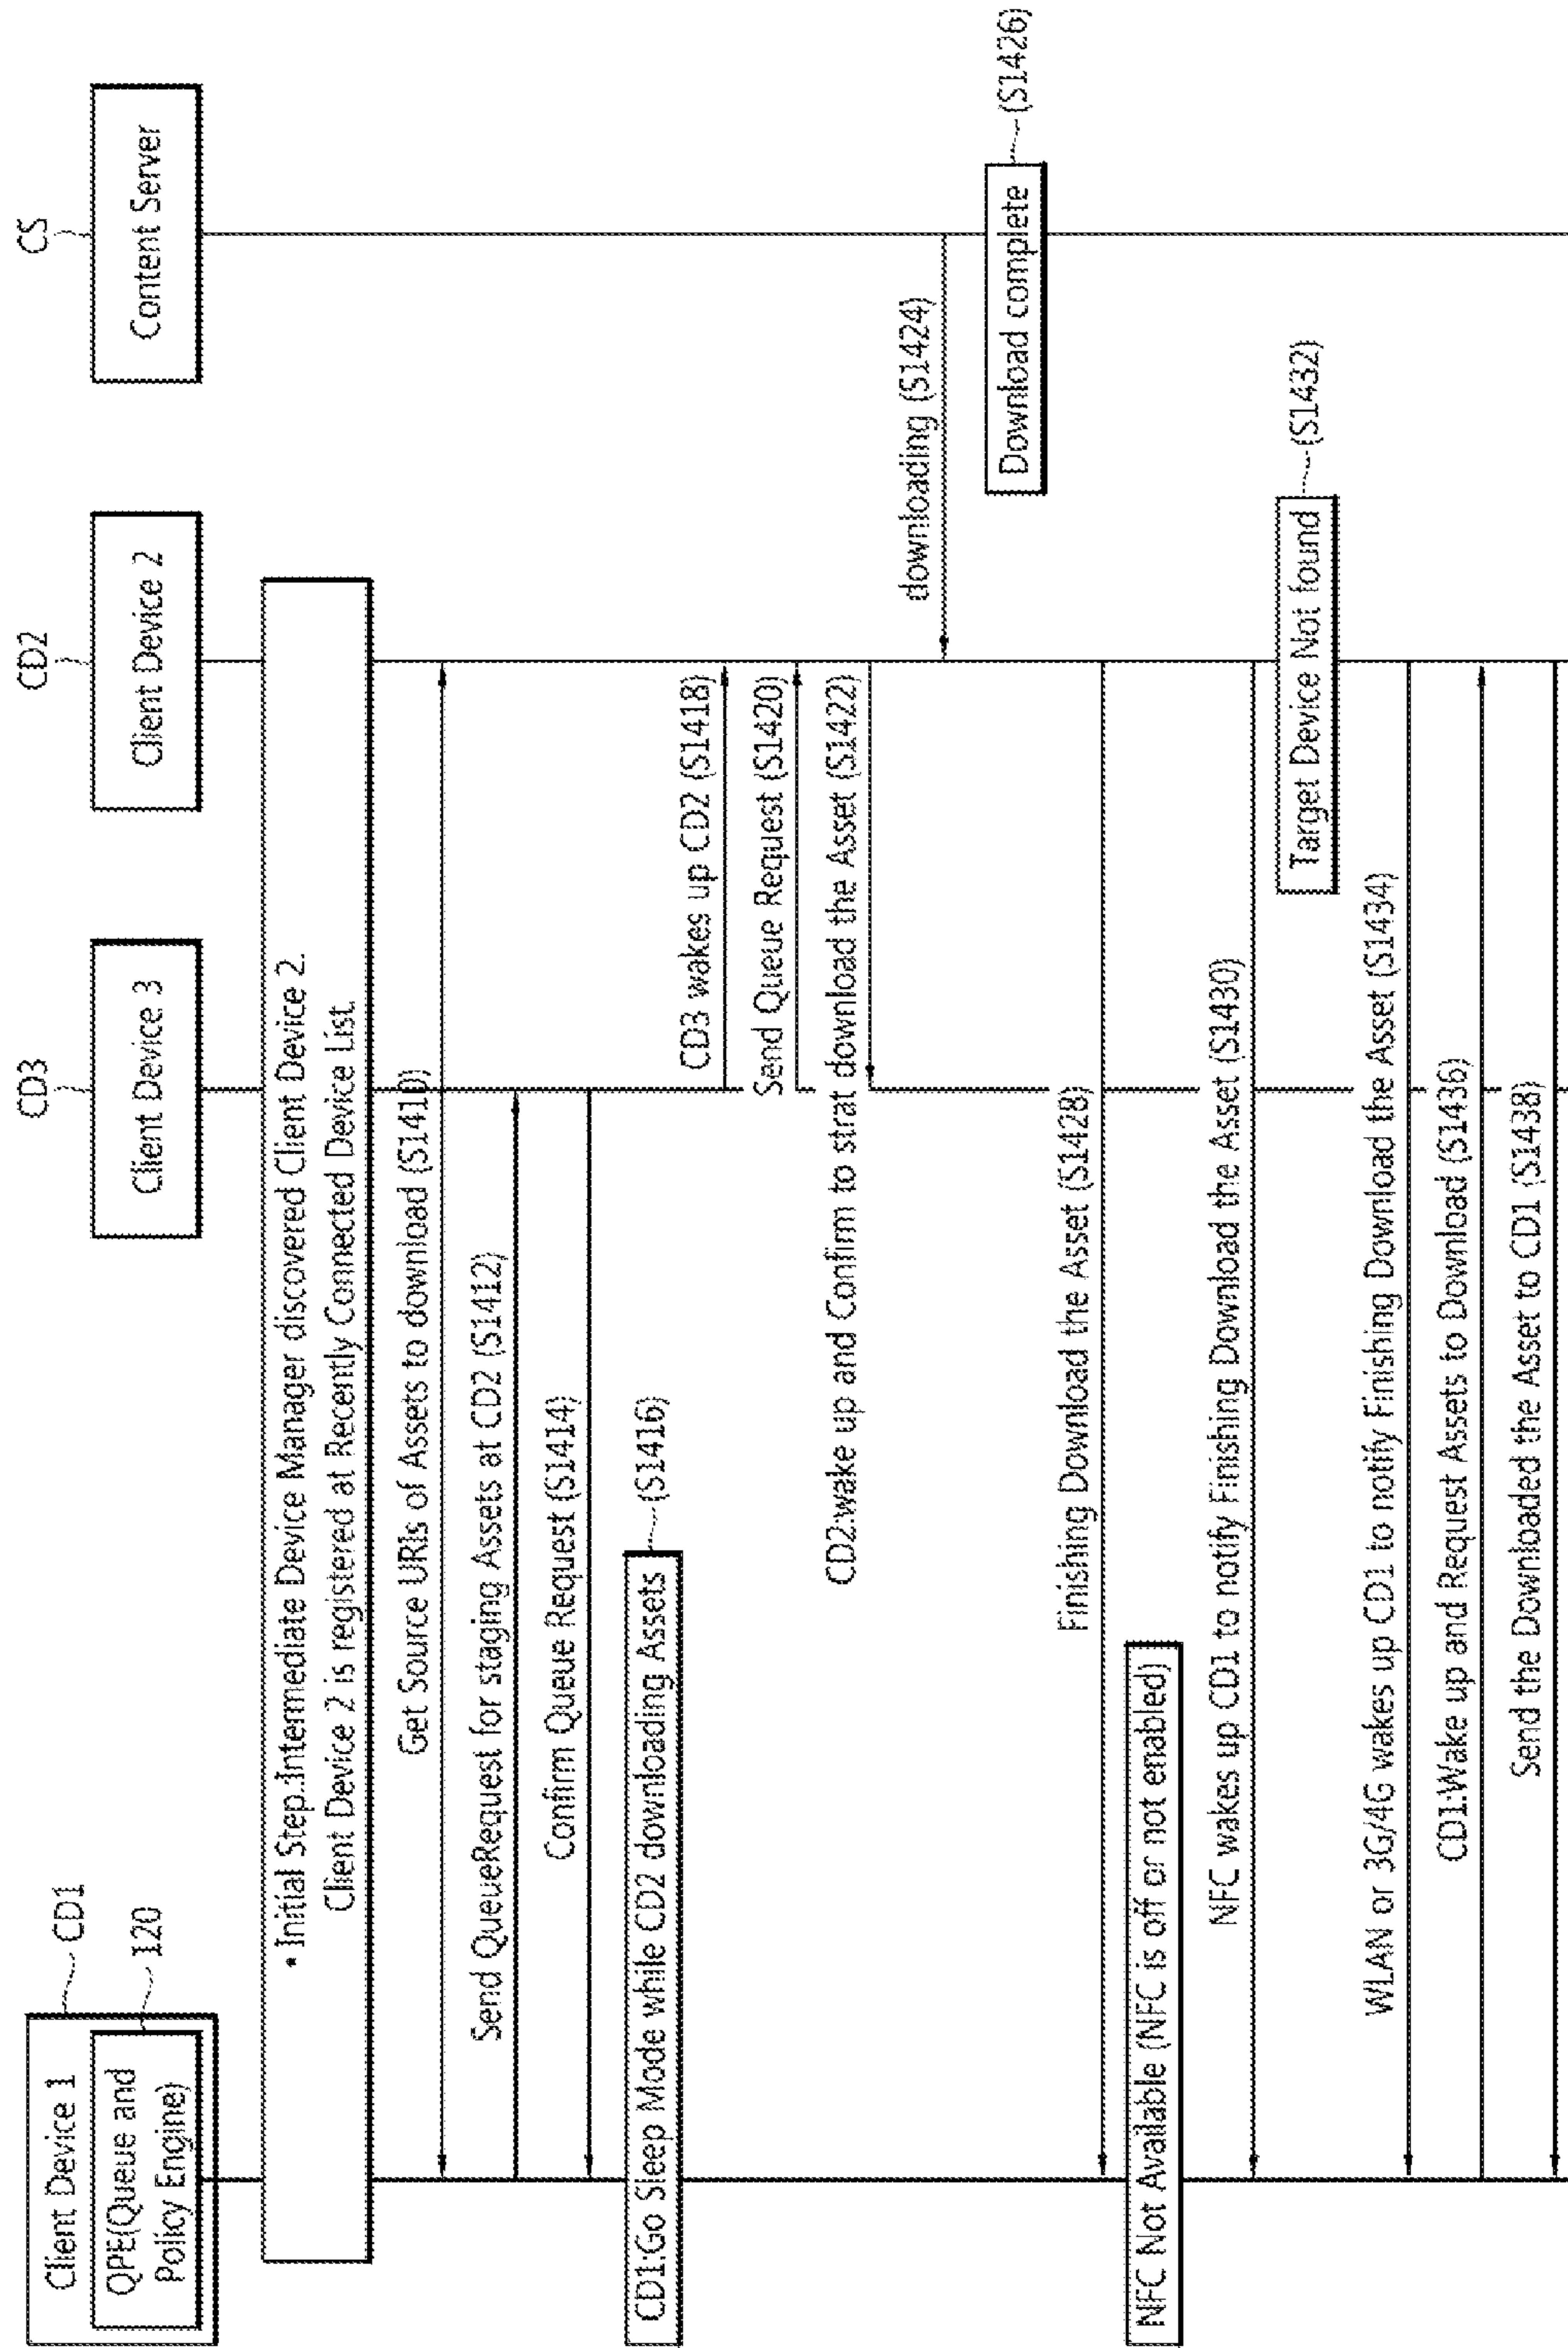 CD1
Client Device 1
QPE(Queue and
Policy Engine)
120
CD3
Client Device 3
CD2
Client Device 2
CS
Content Server
• Initial Step.Intermediate Device Manager discovered Client Device 2.
Client Device 2 is registered at Recently Connected Device List.
Get Source URIs of Assets to download (S1410)
Send QueueRequest for staging Assets at CD2 (S1412)
Confirm Queue Request (S1414)
CD1:Go Sleep Mode while CD2 downloading Assets
(S1416)
CD3 wakes up CD2 (S1418)
Send Queue Request (S1420)
CD2:wake up and Confirm to strat download the Asset (S1422)
downloading (S1424)
Download complete
(S1426)
Finishing Download the Asset (S1428)
NFC Not Available (NFC is off or not enabled)
NFC wakes up CD1 to notify Finishing Download the Asset (S1430)
Target Device Not found
(S1432)
WLAN or 3G/4G wakes up CD1 to notify Finishing Download the Asset (S1434)
CD1:Wake up and Request Assets to Download (S1436)
Send the Downloaded the Asset to CD1 (S1438)